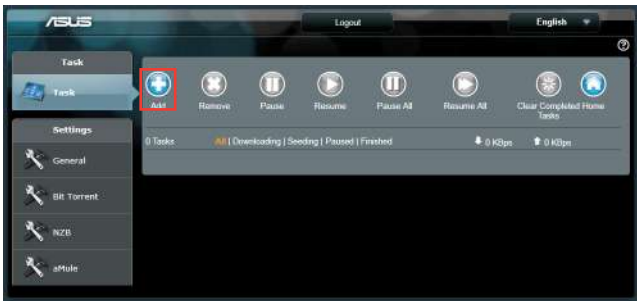 ASUS
Logout
English
Task
Task
Settings
General
Bit Torrent
NZB
aMule
Add
Remove
Pause
Resume
Pause All
Resume All
Clear Completed Tasks
Home
0 Tasks
All | Downloading | Seeding | Paused | Finished
0 KBps
0 KBps